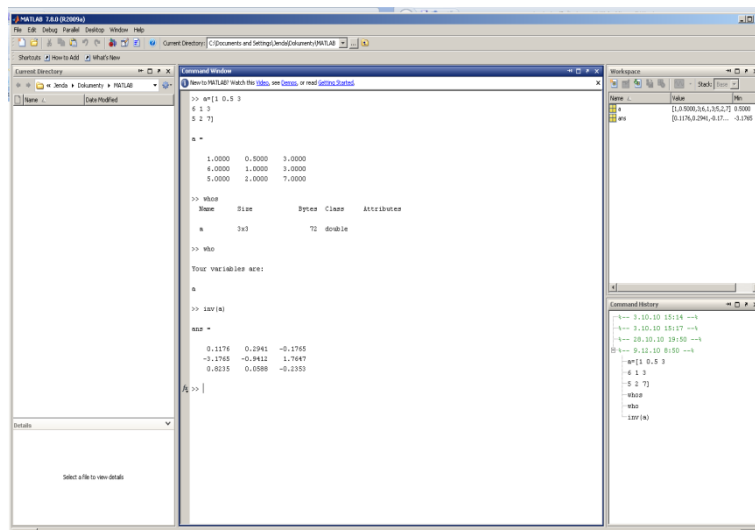 MATLAB 7.8.0 (R2009a)
File Edit Debug Parallel Desktop Window Help
Current Directory: C:\Documents and Settings\Jenda\Dokumenty\MATLAB
Shortcuts How to Add What's New
Current Directory
« Jenda ▸ Dokumenty ▸ MATLAB
Name Date Modified
Details
Select a file to view details
Command Window
New to MATLAB? Watch this Video, see Demos, or read Getting Started.
>> a=[1 0.5 3
6 1 3
5 2 7]
a =
1.0000 0.5000 3.0000
6.0000 1.0000 3.0000
5.0000 2.0000 7.0000
>> whos
Name Size Bytes Class Attributes
a 3x3 72 double
>> who
Your variables are:
a
>> inv(a)
ans =
0.1176 0.2941 -0.1765
-3.1765 -0.9412 1.7647
0.8235 0.0588 -0.2353
fx >>
Workspace
Stack: Base
Name Value Min
a [1,0.5000,3;6,1,3;5,2,7] 0.5000
ans [0.1176,0.2941,-0.17... -3.1765
Command History
%-- 3.10.10 15:14 --%
%-- 3.10.10 15:17 --%
%-- 28.10.10 19:50 --%
%-- 9.12.10 8:50 --%
a=[1 0.5 3
6 1 3
5 2 7]
whos
who
inv(a)